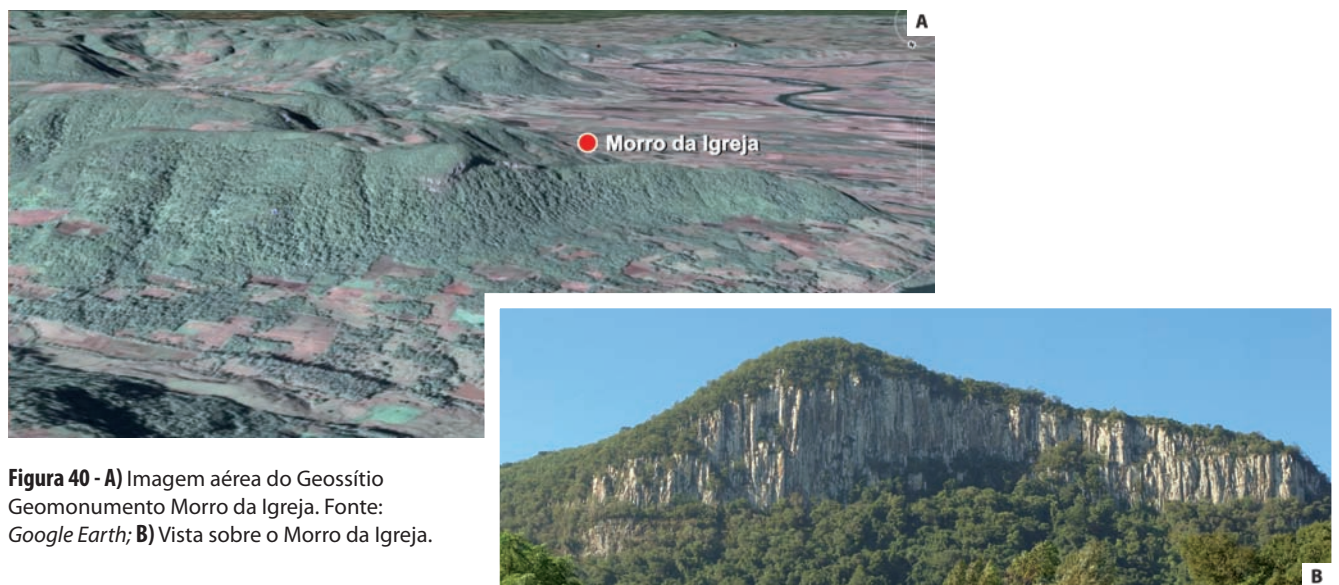 A
Morro da Igreja
Figura 40 - A) Imagem aérea do Geossítio
Geomonumento Morro da Igreja. Fonte:
Google Earth; B) Vista sobre o Morro da Igreja.
B